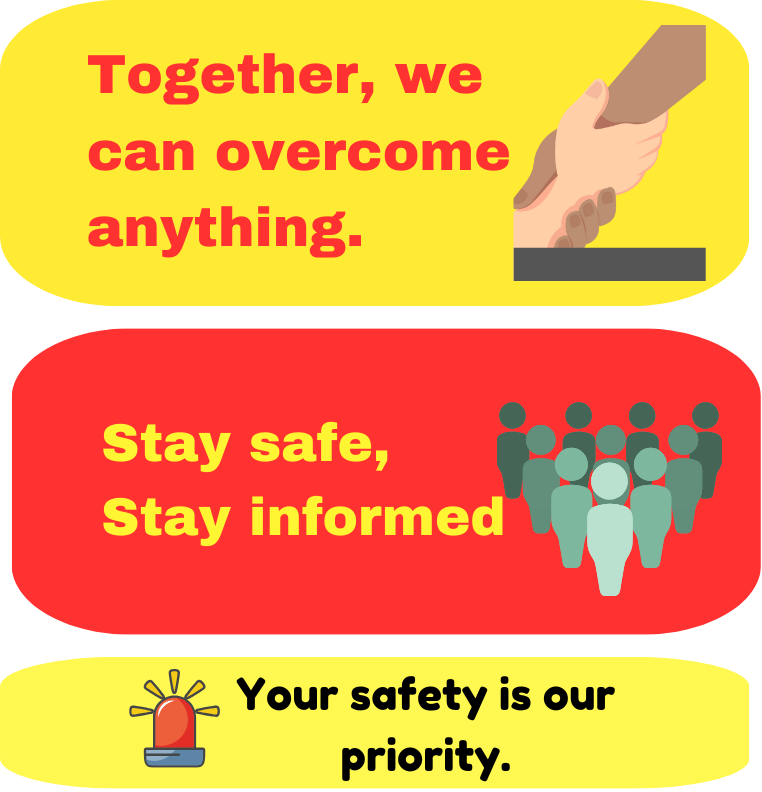 Together, we
can overcome
anything.
Stay safe,
Stay informed
Your safety is our
priority.